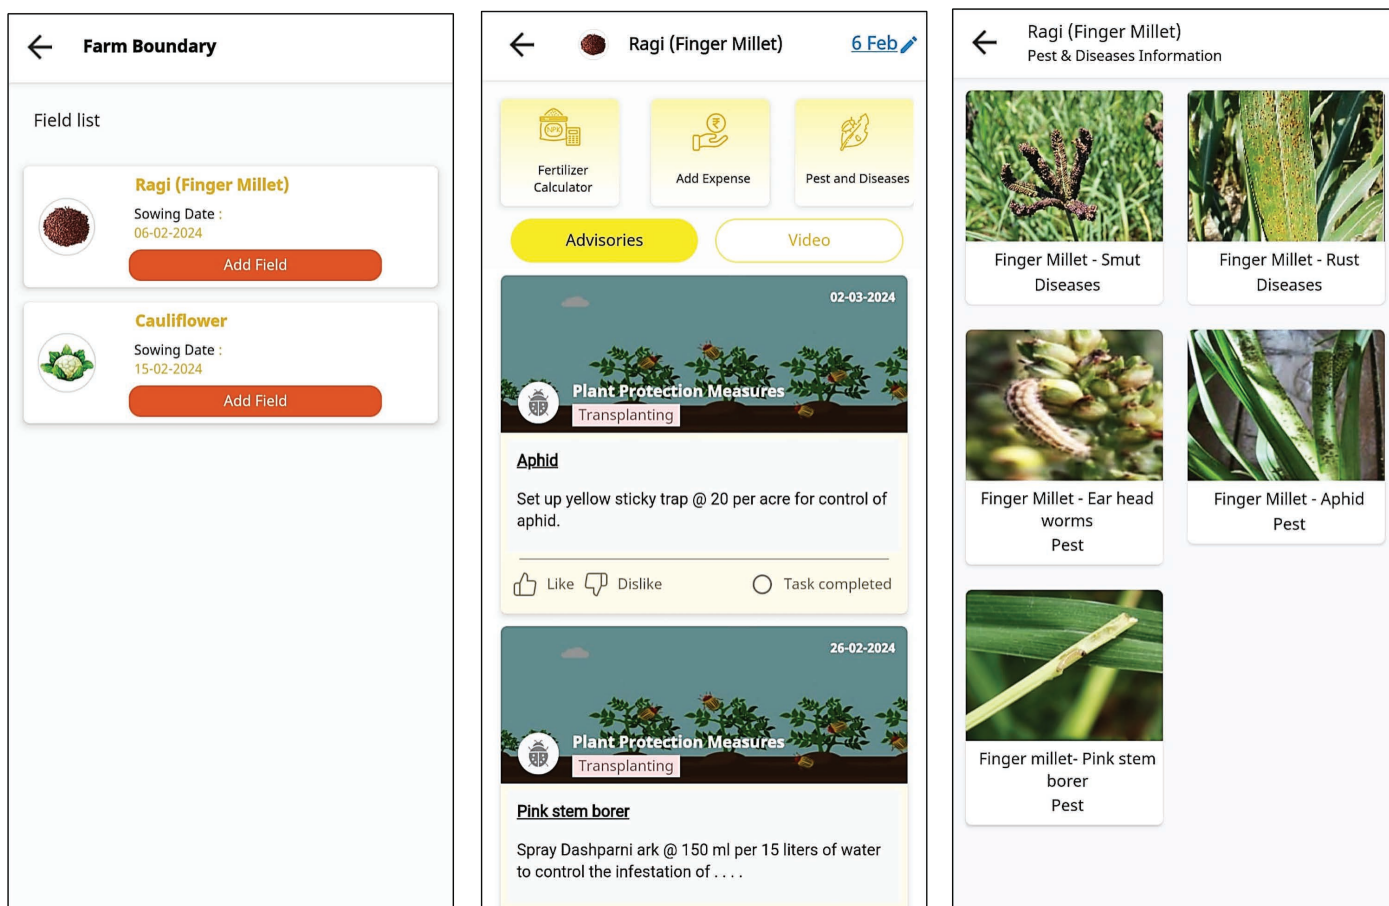 Farm Boundary
Field list
Ragi (Finger Millet)
Sowing Date :
06-02-2024
Add Field
Cauliflower
Sowing Date :
15-02-2024
Add Field
Ragi (Finger Millet)
6 Feb
NPK
Fertilizer
Calculator
₹
Add Expense
Pest and Diseases
Advisories
Video
02-03-2024
Plant Protection Measures
Transplanting
Aphid
Set up yellow sticky trap @ 20 per acre for control of
aphid.
Like
Dislike
Task completed
26-02-2024
Plant Protection Measures
Transplanting
Pink stem borer
Spray Dashparni ark @ 150 ml per 15 liters of water
to control the infestation of . . . .
Ragi (Finger Millet)
Pest & Diseases Information
Finger Millet - Smut
Diseases
Finger Millet - Rust
Diseases
Finger Millet - Ear head
worms
Pest
Finger Millet - Aphid
Pest
Finger millet- Pink stem
borer
Pest